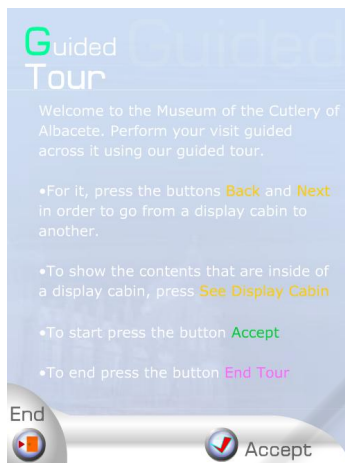 Guided
Guided
Tour
Welcome to the Museum of the Cutlery of
Albacete. Perform your visit guided
across it using our guided tour.
•For it, press the buttons Back and Next
in order to go from a display cabin to
another.
•To show the contents that are inside of
a display cabin, press See Display Cabin
•To start press the button Accept
•To end press the button End Tour
End
Accept